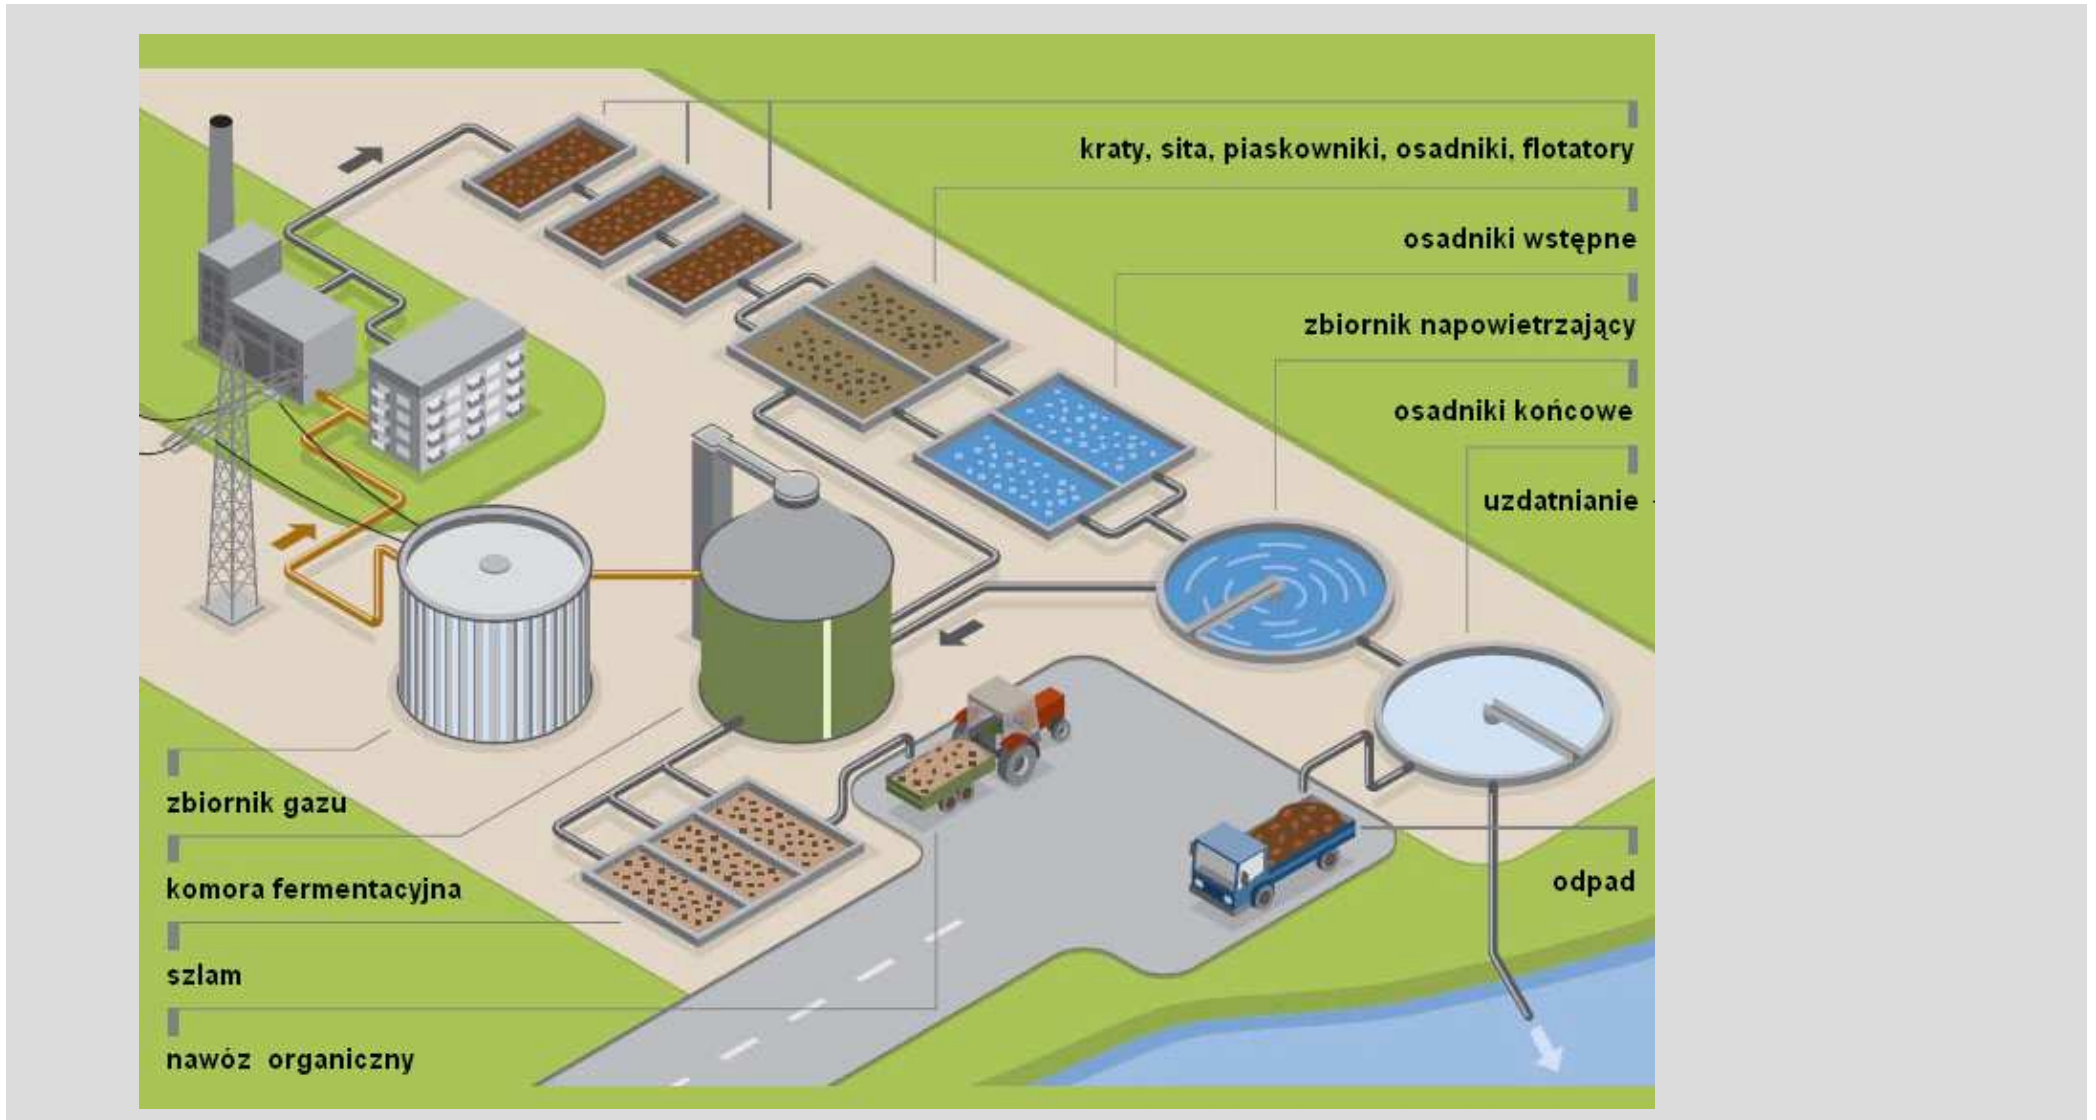 kraty, sita, piaskowniki, osadniki, flotatory
osadniki wstępne
zbiornik napowietrzający
osadniki końcowe
uzdatnianie -
zbiornik gazu
komora fermentacyjna
odpad
szlam
nawóz organiczny